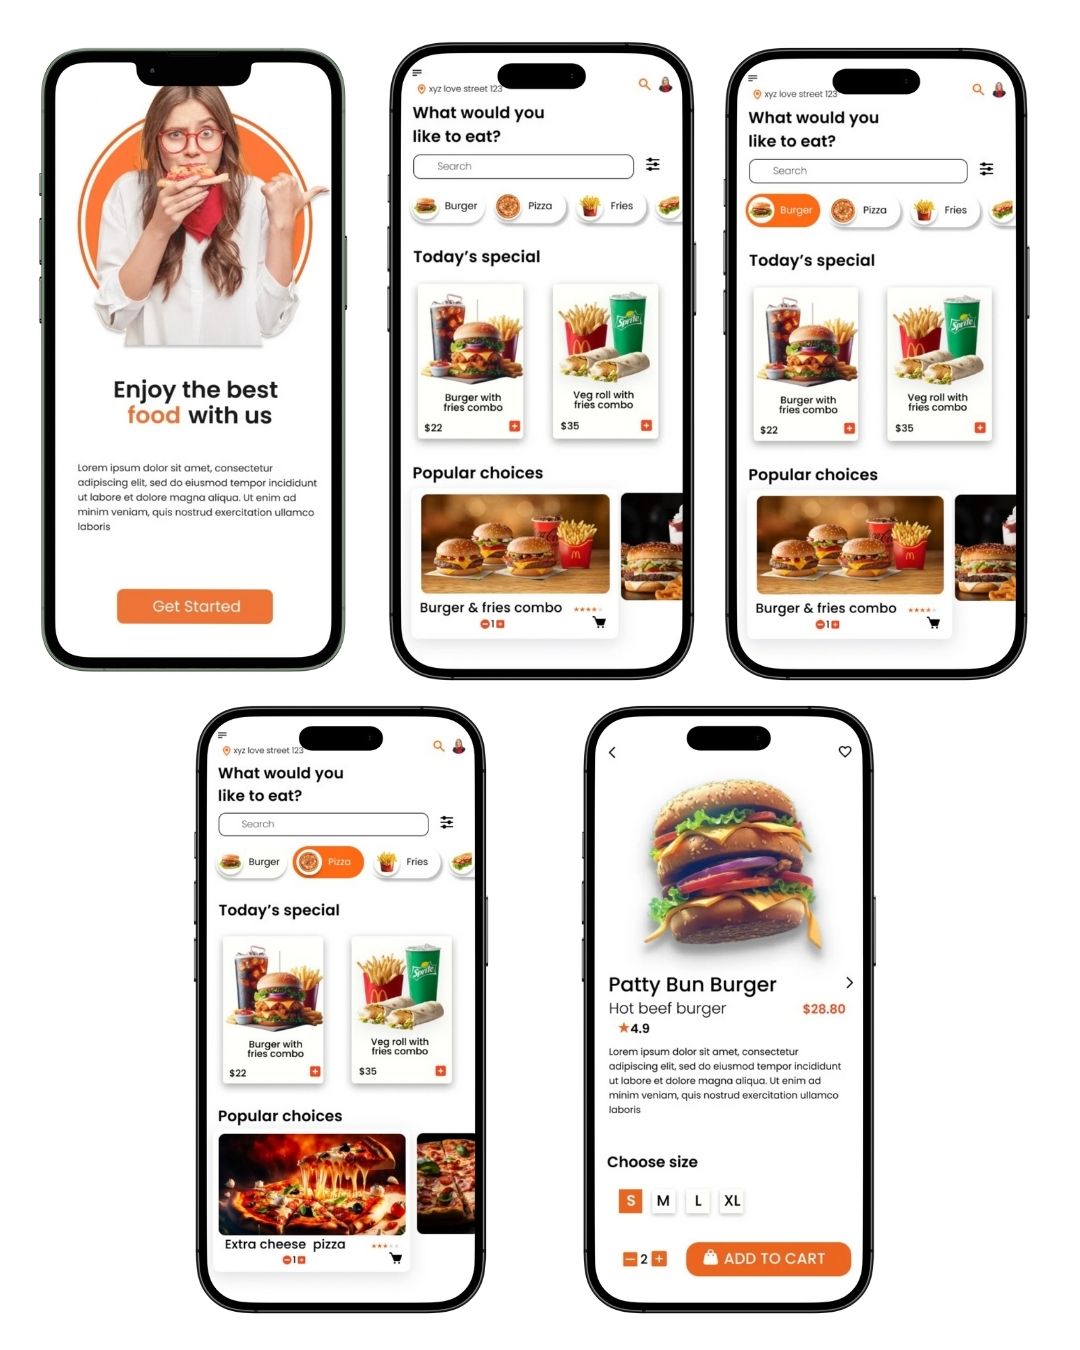 Enjoy the best
food with us
Lorem ipsum dolor sit amet, consectetur
adipiscing elit, sed do eiusmod tempor incididunt
ut labore et dolore magna aliqua. Ut enim ad
minim veniam, quis nostrud exercitation ullamco
laboris
Get Started
xyz love street 123
What would you
like to eat?
Search
Burger Pizza Fries
Today's special
Sprite
Burger with
fries combo
$22
Veg roll with
fries combo
$35
Popular choices
Burger & fries combo
1
xyz love street 123
What would you
like to eat?
Search
Burger Pizza Fries
Today's special
Sprite
Burger with
fries combo
$22
Veg roll with
fries combo
$35
Popular choices
Burger & fries combo
1
xyz love street 123
What would you
like to eat?
Search
Burger Pizza Fries
Today's special
Sprite
Burger with
fries combo
$22
Veg roll with
fries combo
$35
Popular choices
Extra cheese pizza
1
Patty Bun Burger
Hot beef burger $28.80
4.9
Lorem ipsum dolor sit amet, consectetur
adipiscing elit, sed do eiusmod tempor incididunt
ut labore et dolore magna aliqua. Ut enim ad
minim veniam, quis nostrud exercitation ullamco
laboris
Choose size
S M L XL
2 ADD TO CART